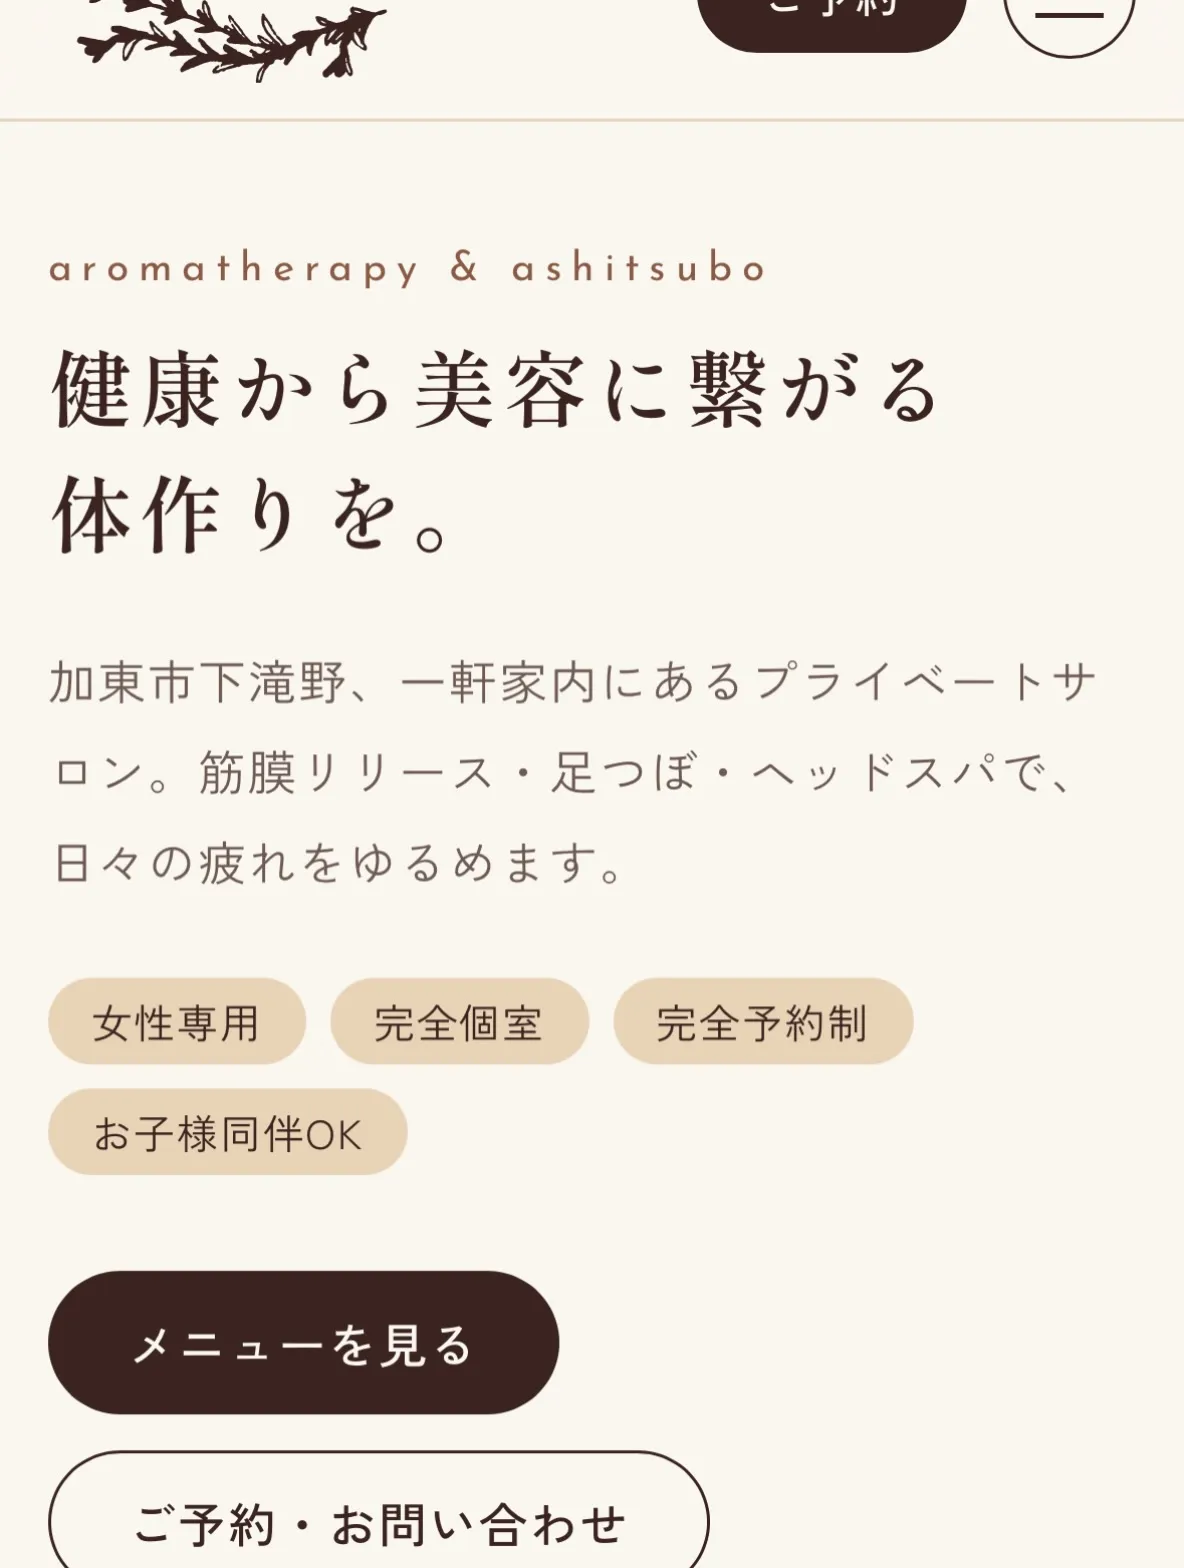 ご予約
aromatherapy & ashitsubo
健康から美容に繋がる
体作りを。
加東市下滝野、一軒家内にあるプライベートサ
ロン。筋膜リリース・足つぼ・ヘッドスパで、
日々の疲れをゆるめます。
女性専用 完全個室 完全予約制
お子様同伴OK
メニューを見る
ご予約・お問い合わせ